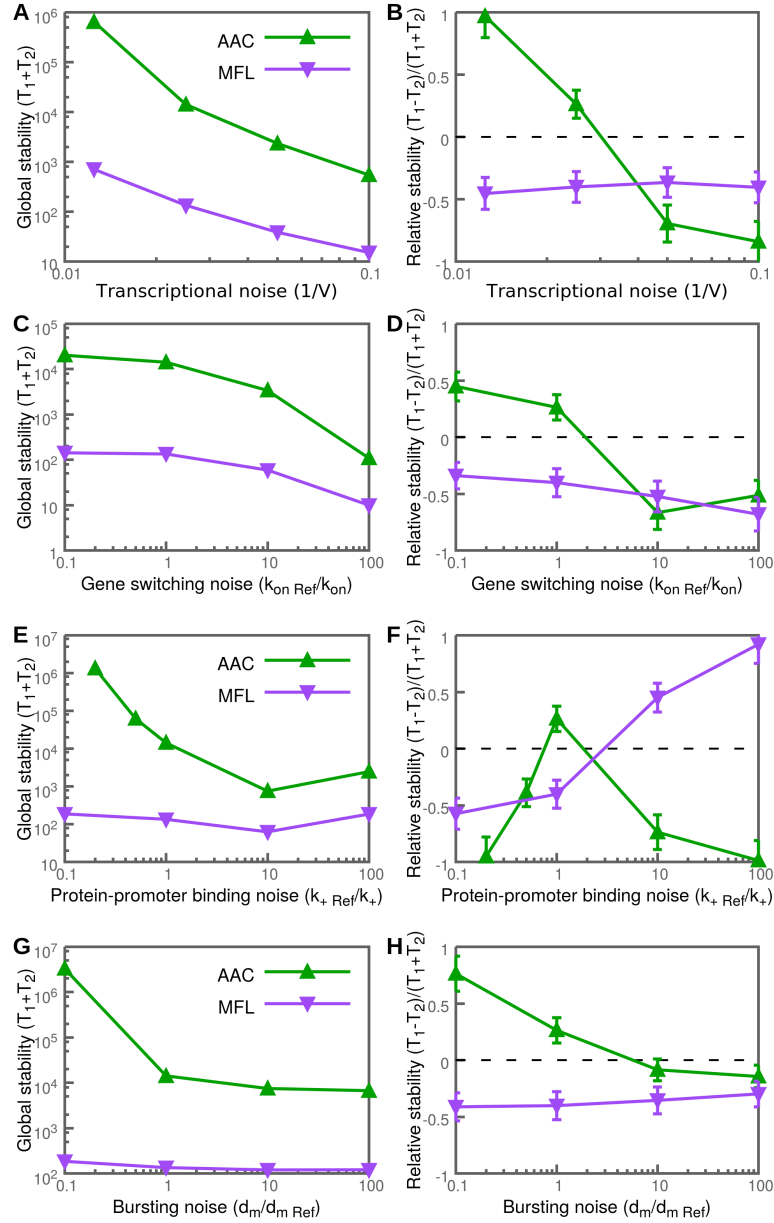 A
Global stability (T1+T2)
10^6
10^5
10^4
10^3
10^2
10
0.01
0.1
AAC
MFL
Transcriptional noise (1/V)
B
Relative stability (T1-T2)/(T1+T2)
1
0.5
0
-0.5
-1
0.01
0.1
Transcriptional noise (1/V)
C
Global stability (T1+T2)
10^5
10^4
10^3
10^2
10
1
0.1
1
10
100
Gene switching noise (kon Ref/kon)
D
Relative stability (T1-T2)/(T1+T2)
1
0.5
0
-0.5
-1
0.1
1
10
100
Gene switching noise (kon Ref/kon)
E
Global stability (T1+T2)
10^7
10^6
10^5
10^4
10^3
10^2
10
0.1
1
10
100
AAC
MFL
Protein-promoter binding noise (k+ Ref/k+)
F
Relative stability (T1-T2)/(T1+T2)
1
0.5
0
-0.5
-1
0.1
1
10
100
Protein-promoter binding noise (k+ Ref/k+)
G
Global stability (T1+T2)
10^7
10^6
10^5
10^4
10^3
10^2
0.1
1
10
100
AAC
MFL
Bursting noise (dm/dm Ref)
H
Relative stability (T1-T2)/(T1+T2)
1
0.5
0
-0.5
-1
0.1
1
10
100
Bursting noise (dm/dm Ref)